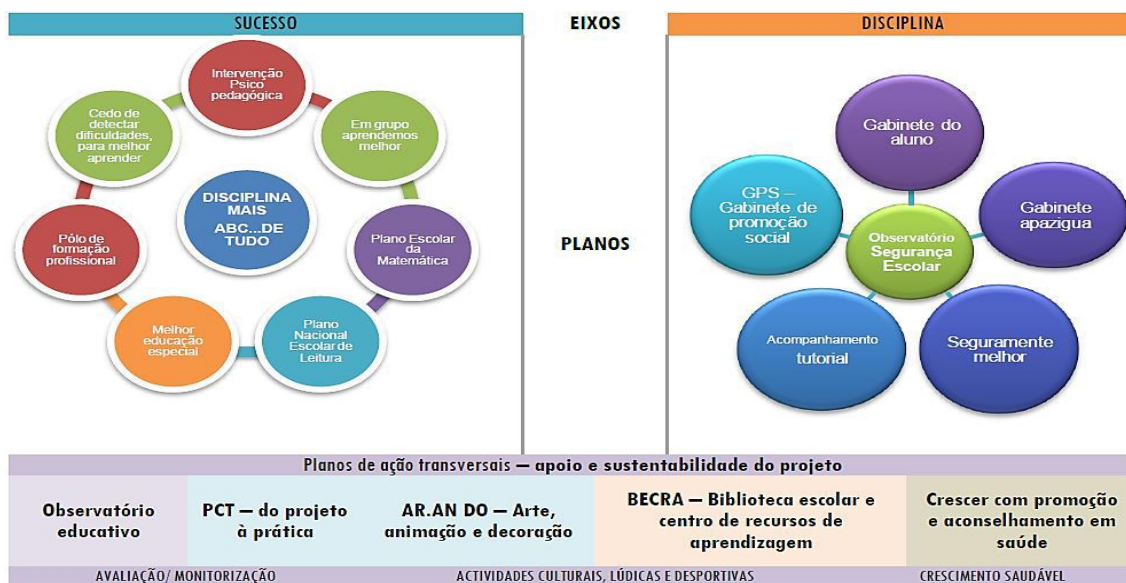 SUCESSO
EIXOS
DISCIPLINA
Intervenção
Psico
pedagógica
Em grupo
aprendemos
melhor
Plano Escolar
da
Matemática
Plano
Nacional
Escolar de
Leitura
Melhor
educação
especial
Pólo de
formação
profissional
Cedo de
detectar
dificuldades,
para melhor
aprender
DISCIPLINA
MAIS
ABC...DE
TUDO
PLANOS
Gabinete do
aluno
Gabinete
apazigua
Seguramente
melhor
Acompanhamento
tutorial
GPS –
Gabinete de
promoção
social
Observatório
Segurança
Escolar
Planos de ação transversais — apoio e sustentabilidade do projeto
Observatório
educativo
PCT — do projeto
à prática
AR.AN DO — Arte,
animação e decoração
BECRA — Biblioteca escolar e
centro de recursos de
aprendizagem
Crescer com promoção
e aconselhamento em
saúde
AVALIAÇÃO/ MONITORIZAÇÃO
ACTIVIDADES CULTURAIS, LÚDICAS E DESPORTIVAS
CRESCIMENTO SAUDÁVEL